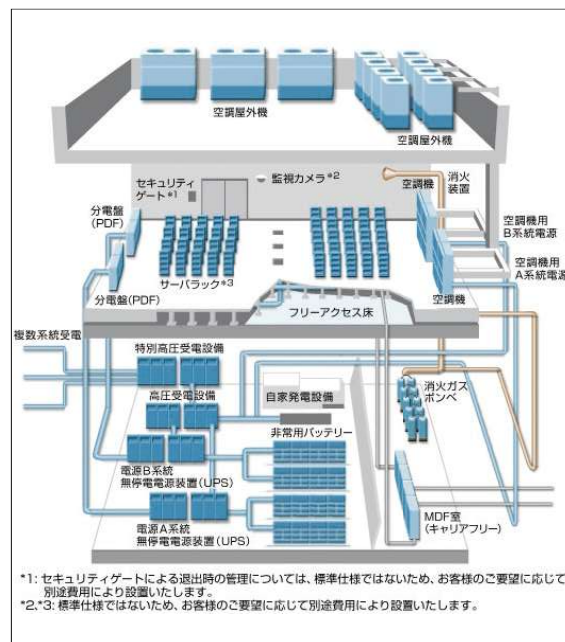 空調屋外機
空調屋外機
セキュリティ
ゲート*1
監視カメラ*2
消火
装置
空調機
分電盤
(PDF)
空調機用
B系統電源
空調機用
A系統電源
サーバラック*3
分電盤(PDF)
フリーアクセス床
空調機
複数系統受電
特別高圧受電設備
高圧受電設備
自家発電設備
消火ガス
ボンベ
非常用バッテリー
電源B系統
無停電電源装置(UPS)
電源A系統
無停電電源装置(UPS)
MDF室
(キャリアフリー)
*1: セキュリティゲートによる退出時の管理については、標準仕様ではないため、お客様のご要望に応じて
別途費用により設置いたします。
*2,*3: 標準仕様ではないため、お客様のご要望に応じて別途費用により設置いたします。